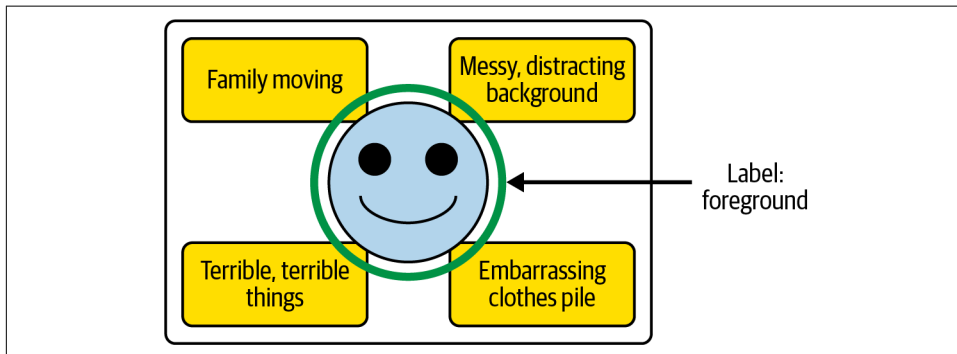 Family moving
Messy, distracting
background
Label:
foreground
Terrible, terrible
things
Embarrassing
clothes pile